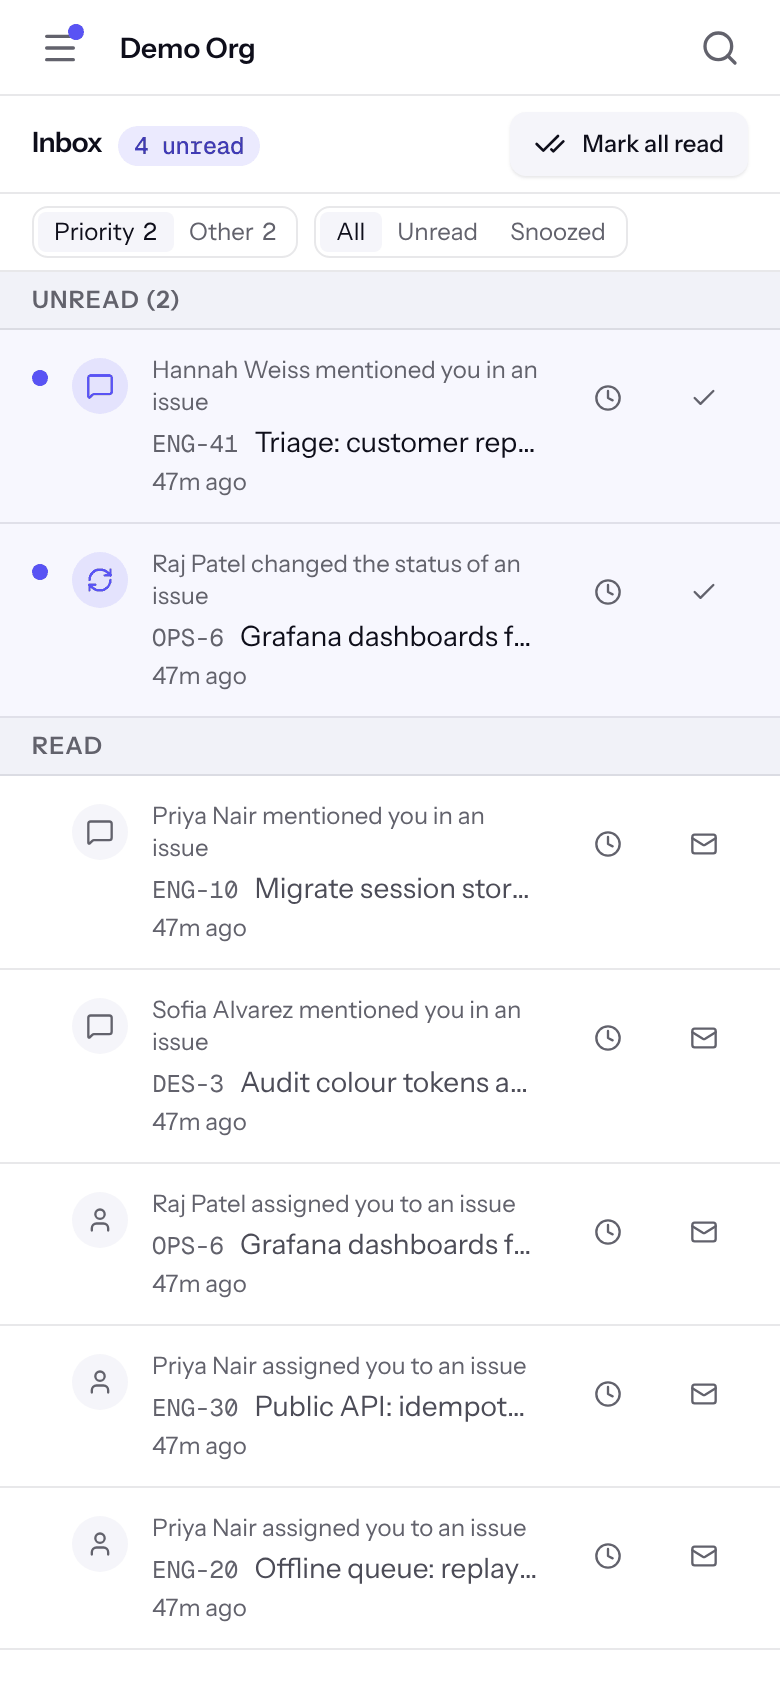 Demo Org
Inbox 4 unread Mark all read
Priority 2 Other 2 All Unread Snoozed
UNREAD (2)
Hannah Weiss mentioned you in an
issue
ENG-41 Triage: customer rep...
47m ago
Raj Patel changed the status of an
issue
OPS-6 Grafana dashboards f...
47m ago
READ
Priya Nair mentioned you in an
issue
ENG-10 Migrate session stor...
47m ago
Sofia Alvarez mentioned you in an
issue
DES-3 Audit colour tokens a...
47m ago
Raj Patel assigned you to an issue
OPS-6 Grafana dashboards f...
47m ago
Priya Nair assigned you to an issue
ENG-30 Public API: idempot...
47m ago
Priya Nair assigned you to an issue
ENG-20 Offline queue: replay...
47m ago